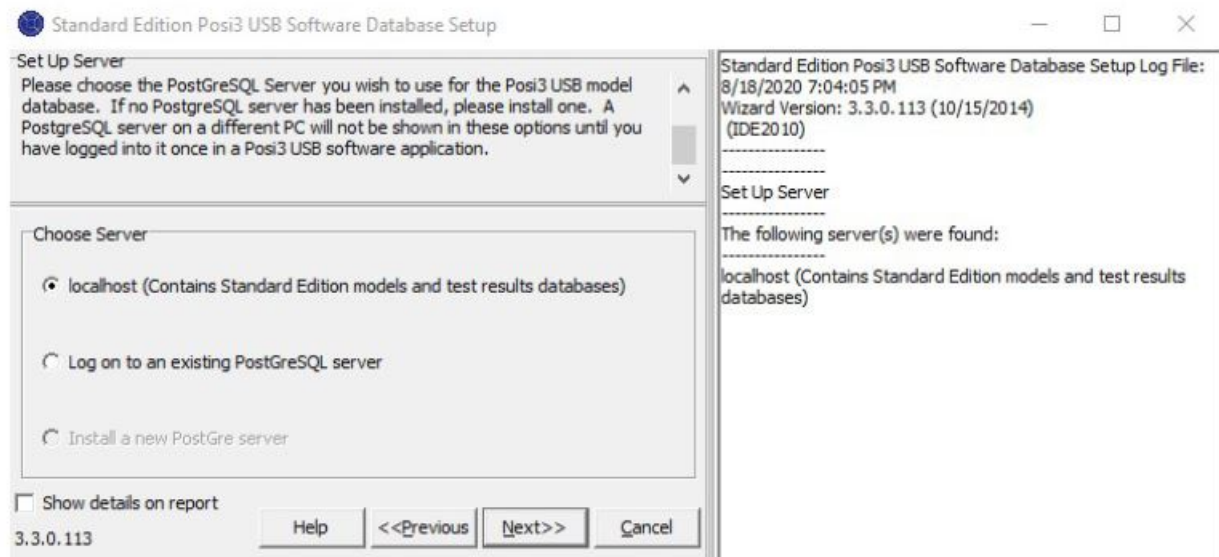 Standard Edition Posi3 USB Software Database Setup
Set Up Server
Please choose the PostGreSQL Server you wish to use for the Posi3 USB model
database. If no PostgreSQL server has been installed, please install one. A
PostgreSQL server on a different PC will not be shown in these options until you
have logged into it once in a Posi3 USB software application.
Choose Server
localhost (Contains Standard Edition models and test results databases)
Log on to an existing PostGreSQL server
Install a new PostGre server
Show details on report
3.3.0.113
Help
<<Previous
Next>>
Cancel
Standard Edition Posi3 USB Software Database Setup Log File:
8/18/2020 7:04:05 PM
Wizard Version: 3.3.0.113 (10/15/2014)
(IDE2010)
----------------
----------------
Set Up Server
----------------
The following server(s) were found:
----------------
localhost (Contains Standard Edition models and test results
databases)